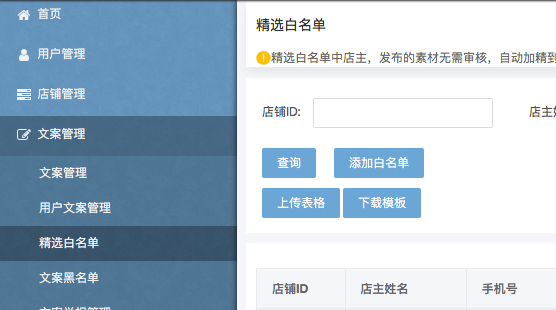 首页
用户管理
店铺管理
文案管理
文案管理
用户文案管理
精选白名单
文案黑名单
精选白名单
精选白名单中店主，发布的素材无需审核，自动加精到
店铺ID:
店主姓
查询
添加白名单
上传表格
下载模板
店铺ID
店主姓名
手机号